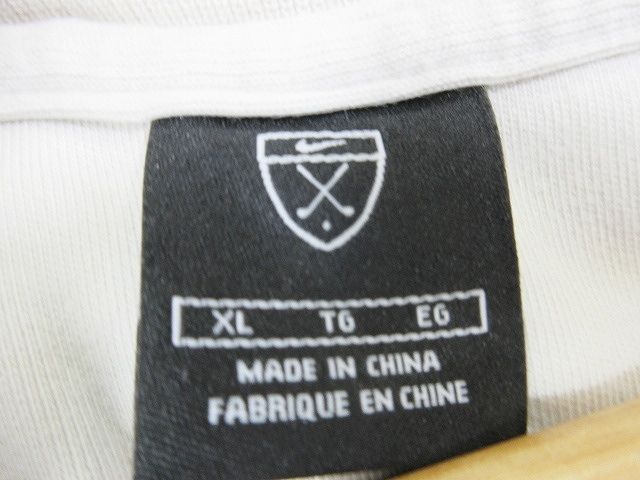 XL TG EG
MADE IN CHINA
FABRIQUE EN CHINE